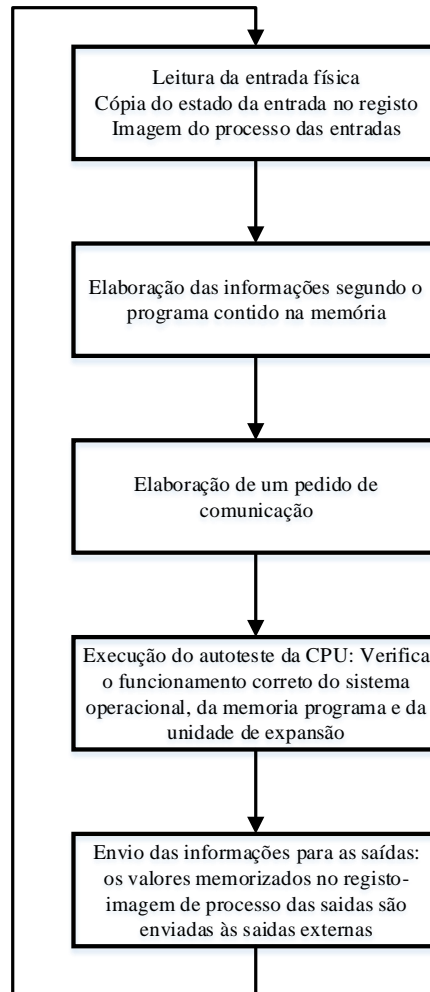 Leitura da entrada física
Cópia do estado da entrada no registo
Imagem do processo das entradas
Elaboração das informações segundo o
programa contido na memória
Elaboração de um pedido de
comunicação
Execução do autoteste da CPU: Verifica
o funcionamento correto do sistema
operacional, da memoria programa e da
unidade de expansão
Envio das informações para as saídas:
os valores memorizados no registo-
imagem de processo das saidas são
enviadas às saidas externas